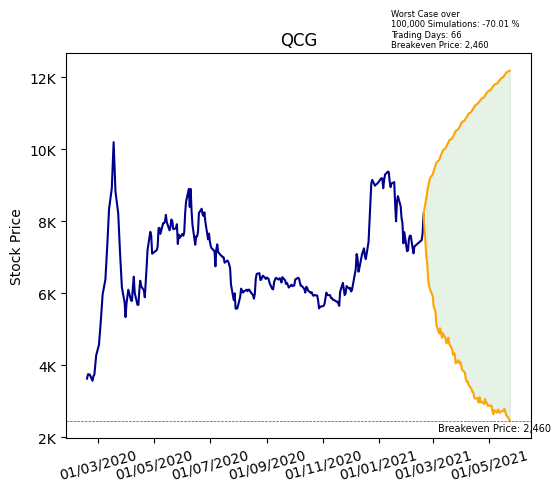 Worst Case over
100,000 Simulations: -70.01 %
Trading Days: 66
Breakeven Price: 2,460
QCG
Stock Price
12K
10K
8K
6K
4K
2K
Breakeven Price: 2,460
01/03/2020
01/05/2020
01/07/2020
01/09/2020
01/11/2020
01/01/2021
01/03/2021
01/05/2021